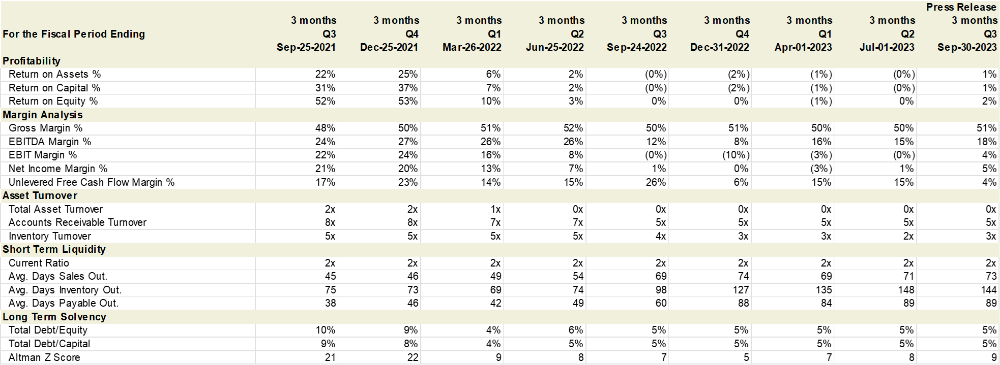 Press Release
3 months 3 months 3 months 3 months 3 months 3 months 3 months 3 months 3 months
For the Fiscal Period Ending Q3 Q4 Q1 Q2 Q3 Q4 Q1 Q2 Q3
Sep-25-2021 Dec-25-2021 Mar-26-2022 Jun-25-2022 Sep-24-2022 Dec-31-2022 Apr-01-2023 Jul-01-2023 Sep-30-2023
Profitability
Return on Assets % 22% 25% 6% 2% (0%) (2%) (1%) (0%) 1%
Return on Capital % 31% 37% 7% 2% (0%) (2%) (1%) (0%) 1%
Return on Equity % 52% 53% 10% 3% 0% 0% (1%) 0% 2%
Margin Analysis
Gross Margin % 48% 50% 51% 52% 50% 51% 50% 50% 51%
EBITDA Margin % 24% 27% 26% 26% 12% 8% 16% 15% 18%
EBIT Margin % 22% 24% 16% 8% (0%) (10%) (3%) (0%) 4%
Net Income Margin % 21% 20% 13% 7% 1% 0% (3%) 1% 5%
Unlevered Free Cash Flow Margin % 17% 23% 14% 15% 26% 6% 15% 15% 4%
Asset Turnover
Total Asset Turnover 2x 2x 1x 0x 0x 0x 0x 0x 0x
Accounts Receivable Turnover 8x 8x 7x 7x 5x 5x 5x 5x 5x
Inventory Turnover 5x 5x 5x 5x 4x 3x 3x 2x 3x
Short Term Liquidity
Current Ratio 2x 2x 2x 2x 2x 2x 2x 2x 2x
Avg. Days Sales Out. 45 46 49 54 69 74 69 71 73
Avg. Days Inventory Out. 75 73 69 74 98 127 135 148 144
Avg. Days Payable Out. 38 46 42 49 60 88 84 89 89
Long Term Solvency
Total Debt/Equity 10% 9% 4% 6% 5% 5% 5% 5% 5%
Total Debt/Capital 9% 8% 4% 5% 5% 5% 5% 5% 5%
Altman Z Score 21 22 9 8 7 5 7 8 9